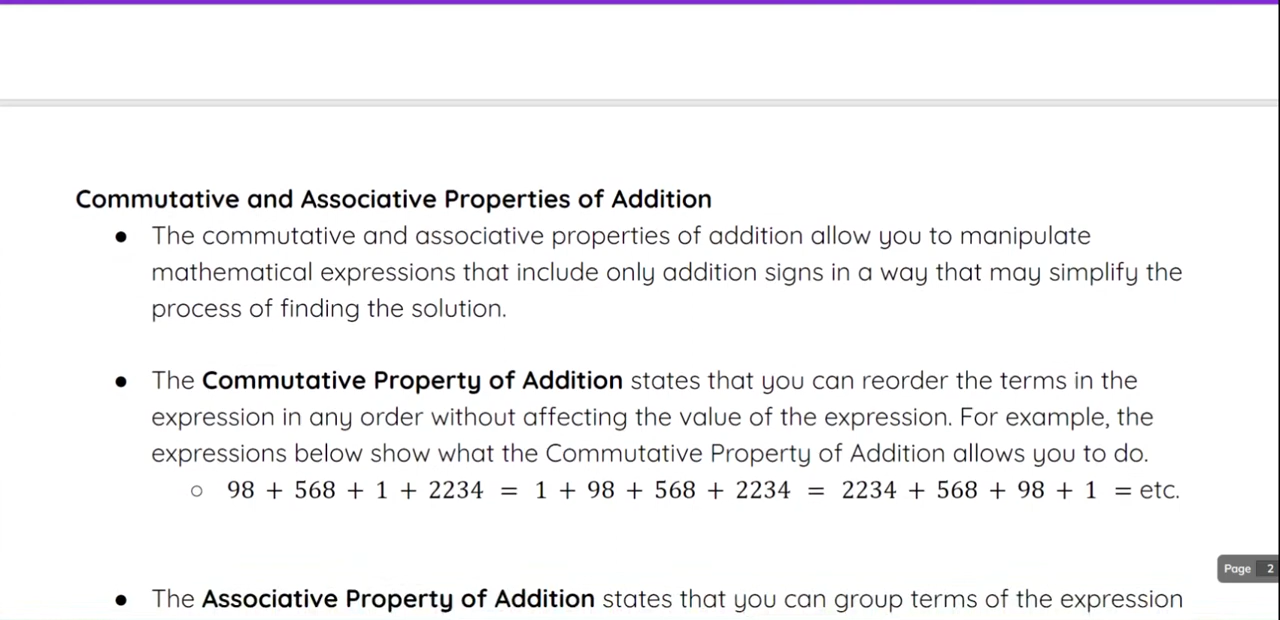 Commutative and Associative Properties of Addition
● The commutative and associative properties of addition allow you to manipulate
mathematical expressions that include only addition signs in a way that may simplify the
process of finding the solution.
● The Commutative Property of Addition states that you can reorder the terms in the
expression in any order without affecting the value of the expression. For example, the
expressions below show what the Commutative Property of Addition allows you to do.
○ 98 + 568 + 1 + 2234 = 1 + 98 + 568 + 2234 = 2234 + 568 + 98 + 1 = etc.
Page 2
● The Associative Property of Addition states that you can group terms of the expression